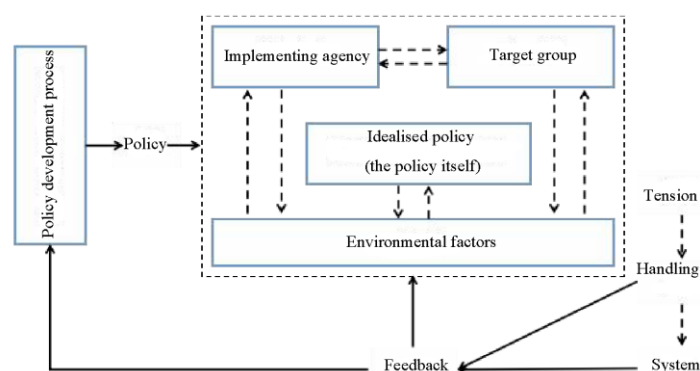 Policy development process
Policy
Implementing agency
Target group
Idealised policy
(the policy itself)
Environmental factors
Tension
Handling
System
Feedback